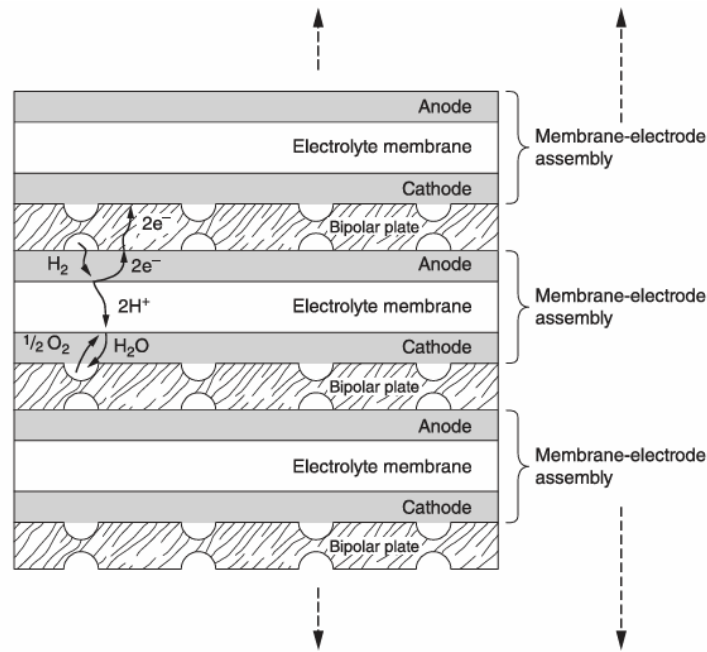 Anode
Electrolyte membrane
Cathode
Membrane-electrode
assembly
2e⁻
Bipolar plate
H₂
2e⁻
Anode
2H⁺
Electrolyte membrane
Membrane-electrode
assembly
½ O₂
H₂O
Cathode
Bipolar plate
Anode
Electrolyte membrane
Cathode
Membrane-electrode
assembly
Bipolar plate